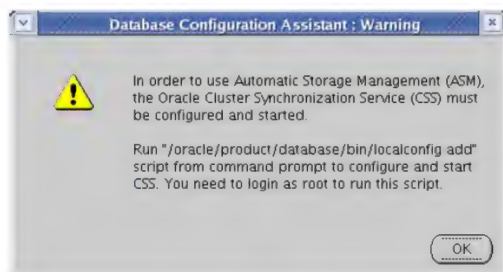 Database Configuration Assistant : Warning
In order to use Automatic Storage Management (ASM),
the Oracle Cluster Synchronization Service (CSS) must
be configured and started.
Run "/oracle/product/database/bin/localconfig add"
script from command prompt to configure and start
CSS. You need to login as root to run this script.
OK